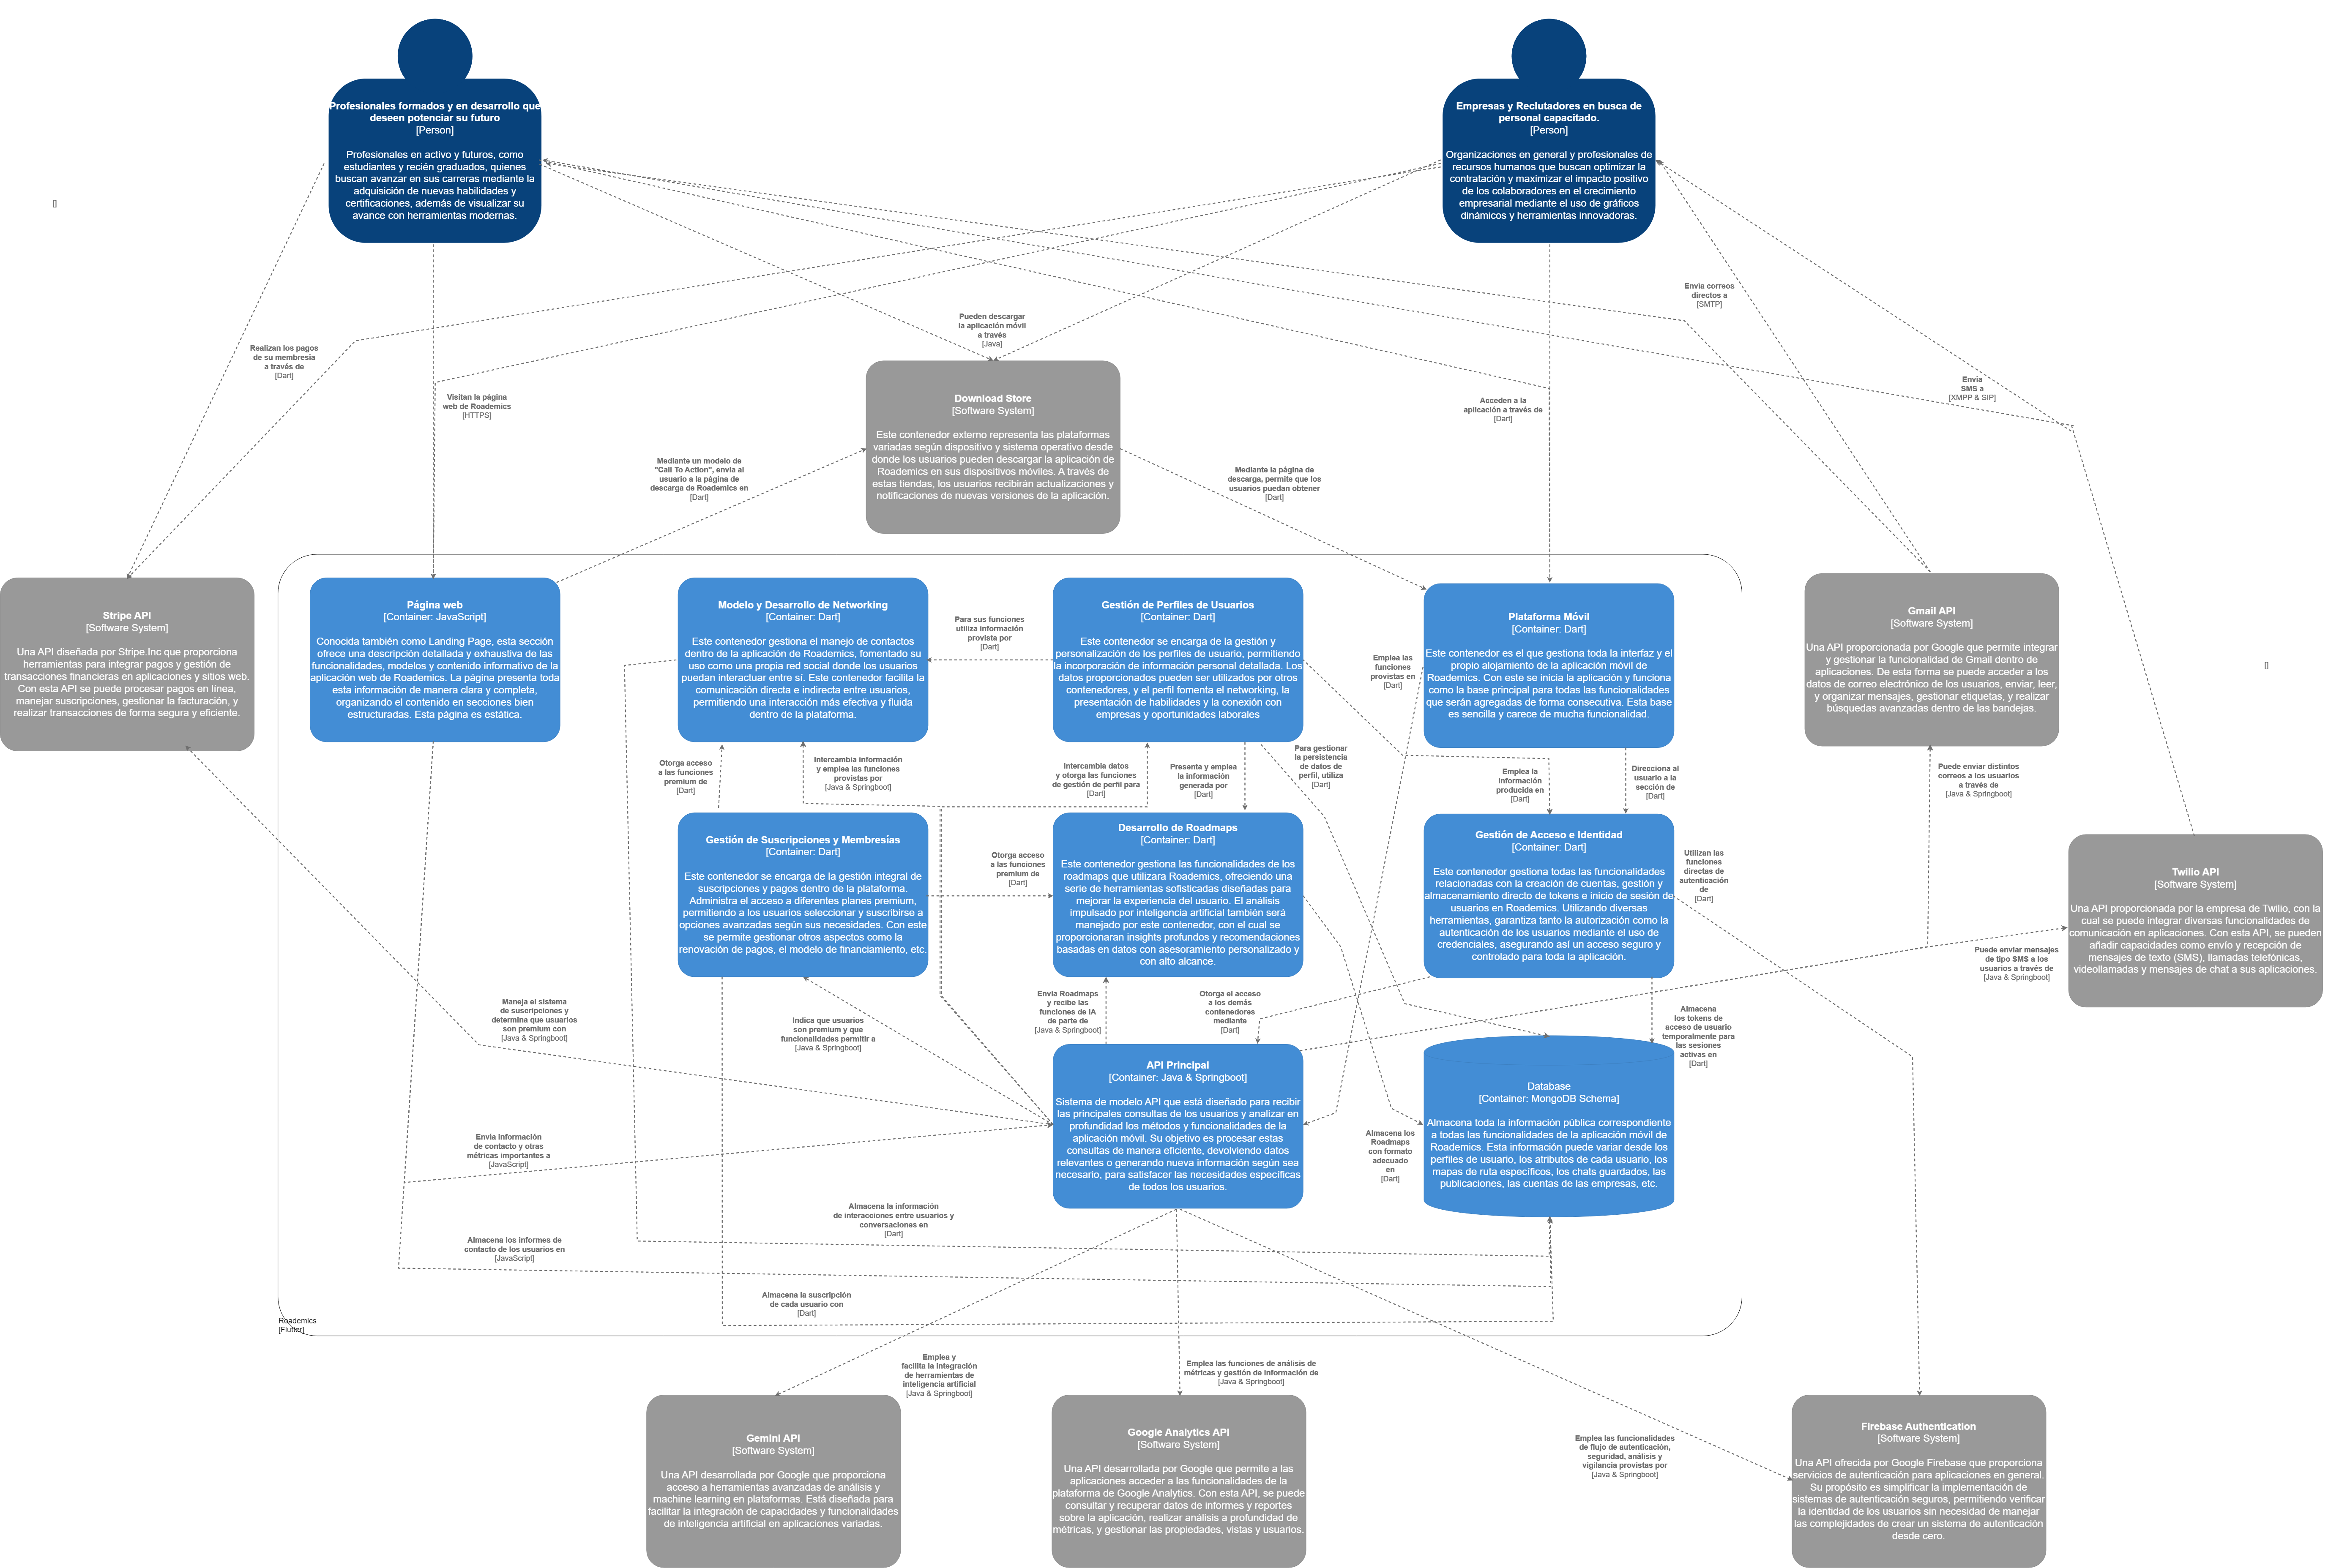 Profesionales formados y en desarrollo que
deseen potenciar su futuro
[Person]
Profesionales en activo y futuros, como
estudiantes y recién graduados, quienes
buscan avanzar en sus carreras mediante la
adquisición de nuevas habilidades y
certificaciones, además de visualizar su
avance con herramientas modernas.
Empresas y Reclutadores en busca de
personal capacitado.
[Person]
Organizaciones en general y profesionales de
recursos humanos que buscan optimizar la
contratación y maximizar el impacto positivo
de los colaboradores en el crecimiento
empresarial mediante el uso de gráficos
dinámicos y herramientas innovadoras.
[]
Envia correos
directos a
[SMTP]
Pueden descargar
la aplicación móvil
a través
[Java]
Realizan los pagos
de su membresía
a través de
[Dart]
Visitan la página
web de Roademics
[HTTPS]
Download Store
[Software System]
Este contenedor externo representa las plataformas
variadas según dispositivo y sistema operativo desde
donde los usuarios pueden descargar la aplicación de
Roademics en sus dispositivos móviles. A través de
estas tiendas, los usuarios recibirán actualizaciones y
notificaciones de nuevas versiones de la aplicación.
Acceden a la
aplicación a través de
[Dart]
Envia
SMS a
[XMPP & SIP]
Mediante un modelo de
"Call To Action", envia al
usuario a la página de
descarga de Roademics en
[Dart]
Mediante la página de
descarga, permite que los
usuarios puedan obtener
[Dart]
Stripe API
[Software System]
Una API diseñada por Stripe.Inc que proporciona
herramientas para integrar pagos y gestión de
transacciones financieras en aplicaciones y sitios web.
Con esta API se puede procesar pagos en línea,
manejar suscripciones, gestionar la facturación, y
realizar transacciones de forma segura y eficiente.
Página web
[Container: JavaScript]
Conocida también como Landing Page, esta sección
ofrece una descripción detallada y exhaustiva de las
funcionalidades, modelos y contenido informativo de la
aplicación web de Roademics. La página presenta toda
esta información de manera clara y completa,
organizando el contenido en secciones bien
estructuradas. Esta página es estática.
Modelo y Desarrollo de Networking
[Container: Dart]
Este contenedor gestiona el manejo de contactos
dentro de la aplicación de Roademics, fomentado su
uso como una propia red social donde los usuarios
puedan interactuar entre sí. Este contenedor facilita la
comunicación directa e indirecta entre usuarios,
permitiendo una interacción más efectiva y fluida
dentro de la plataforma.
Para sus funciones
utiliza información
provista por
[Dart]
Gestión de Perfiles de Usuarios
[Container: Dart]
Este contenedor se encarga de la gestión y
personalización de los perfiles de usuario, permitiendo
la incorporación de información personal detallada. Los
datos proporcionados pueden ser utilizados por otros
contenedores, y el perfil fomenta el networking, la
presentación de habilidades y la conexión con
empresas y oportunidades laborales
Emplea las
funciones
provistas en
[Dart]
Plataforma Móvil
[Container: Dart]
Este contenedor es el que gestiona toda la interfaz y el
propio alojamiento de la aplicación móvil de
Roademics. Con este se inicia la aplicación y funciona
como la base principal para todas las funcionalidades
que serán agregadas de forma consecutiva. Esta base
es sencilla y carece de mucha funcionalidad.
Gmail API
[Software System]
Una API proporcionada por Google que permite integrar
y gestionar la funcionalidad de Gmail dentro de
aplicaciones. De esta forma se puede acceder a los
datos de correo electrónico de los usuarios, enviar, leer,
y organizar mensajes, gestionar etiquetas, y realizar
búsquedas avanzadas dentro de las bandejas.
[]
Otorga acceso
a las funciones
premium de
[Dart]
Intercambia información
y emplea las funciones
provistas por
[Java & Springboot]
Intercambia datos
y otorga las funciones
de gestión de perfil para
[Dart]
Presenta y emplea
la información
generada por
[Dart]
Para gestionar
la persistencia
de datos de
perfil, utiliza
[Dart]
Emplea la
información
producida en
[Dart]
Direcciona al
usuario a la
sección de
[Dart]
Puede enviar distintos
correos a los usuarios
a través de
[Java & Springboot]
Gestión de Suscripciones y Membresías
[Container: Dart]
Este contenedor se encarga de la gestión integral de
suscripciones y pagos dentro de la plataforma.
Administra el acceso a diferentes planes premium,
permitiendo a los usuarios seleccionar y suscribirse a
opciones avanzadas según sus necesidades. Con este
se permite gestionar otros aspectos como la
renovación de pagos, el modelo de financiamiento, etc.
Otorga acceso
a las funciones
premium de
[Dart]
Desarrollo de Roadmaps
[Container: Dart]
Este contenedor gestiona las funcionalidades de los
roadmaps que utilizara Roademics, ofreciendo una
serie de herramientas sofisticadas diseñadas para
mejorar la experiencia del usuario. El análisis
impulsado por inteligencia artificial también será
manejado por este contenedor, con el cual se
proporcionaran insights profundos y recomendaciones
basadas en datos con asesoramiento personalizado y
con alto alcance.
Gestión de Acceso e Identidad
[Container: Dart]
Este contenedor gestiona todas las funcionalidades
relacionadas con la creación de cuentas, gestión y
almacenamiento directo de tokens e inicio de sesión de
usuarios en Roademics. Utilizando diversas
herramientas, garantiza tanto la autorización como la
autenticación de los usuarios mediante el uso de
credenciales, asegurando así un acceso seguro y
controlado para toda la aplicación.
Utilizan las
funciones
directas de
autenticación
de
[Dart]
Twilio API
[Software System]
Una API proporcionada por la empresa de Twilio, con la
cual se puede integrar diversas funcionalidades de
comunicación en aplicaciones. Con esta API, se pueden
añadir capacidades como envío y recepción de
mensajes de texto (SMS), llamadas telefónicas,
videollamadas y mensajes de chat a sus aplicaciones.
Puede enviar mensajes
de tipo SMS a los
usuarios a través de
[Java & Springboot]
Maneja el sistema
de suscripciones y
determina que usuarios
son premium con
[Java & Springboot]
Indica que usuarios
son premium y que
funcionalidades permitir a
[Java & Springboot]
Envia Roadmaps
y recibe las
funciones de IA
de parte de
[Java & Springboot]
Otorga el acceso
a los demás
contenedores
mediante
[Dart]
Almacena
los tokens de
acceso de usuario
temporalmente para
las sesiones
activas en
[Dart]
API Principal
[Container: Java & Springboot]
Sistema de modelo API que está diseñado para recibir
las principales consultas de los usuarios y analizar en
profundidad los métodos y funcionalidades de la
aplicación móvil. Su objetivo es procesar estas
consultas de manera eficiente, devolviendo datos
relevantes o generando nueva información según sea
necesario, para satisfacer las necesidades específicas
de todos los usuarios.
Database
[Container: MongoDB Schema]
Almacena toda la información pública correspondiente
a todas las funcionalidades de la aplicación móvil de
Roademics. Esta información puede variar desde los
perfiles de usuario, los atributos de cada usuario, los
mapas de ruta específicos, los chats guardados, las
publicaciones, las cuentas de las empresas, etc.
Envia información
de contacto y otras
métricas importantes a
[JavaScript]
Almacena los
Roadmaps
con formato
adecuado
en
[Dart]
Almacena la información
de interacciones entre usuarios y
conversaciones en
[Dart]
Almacena los informes de
contacto de los usuarios en
[JavaScript]
Almacena la suscripción
de cada usuario con
[Dart]
Roademics
[Flutter]
Emplea y
facilita la integración
de herramientas de
inteligencia artificial
[Java & Springboot]
Emplea las funciones de análisis de
métricas y gestión de información de
[Java & Springboot]
Emplea las funcionalidades
de flujo de autenticación,
seguridad, análisis y
vigilancia provistas por
[Java & Springboot]
Gemini API
[Software System]
Una API desarrollada por Google que proporciona
acceso a herramientas avanzadas de análisis y
machine learning en plataformas. Está diseñada para
facilitar la integración de capacidades y funcionalidades
de inteligencia artificial en aplicaciones variadas.
Google Analytics API
[Software System]
Una API desarrollada por Google que permite a las
aplicaciones acceder a las funcionalidades de la
plataforma de Google Analytics. Con esta API, se puede
consultar y recuperar datos de informes y reportes
sobre la aplicación, realizar análisis a profundidad de
métricas, y gestionar las propiedades, vistas y usuarios.
Firebase Authentication
[Software System]
Una API ofrecida por Google Firebase que proporciona
servicios de autenticación para aplicaciones en general.
Su propósito es simplificar la implementación de
sistemas de autenticación seguros, permitiendo verificar
la identidad de los usuarios sin necesidad de manejar
las complejidades de crear un sistema de autenticación
desde cero.